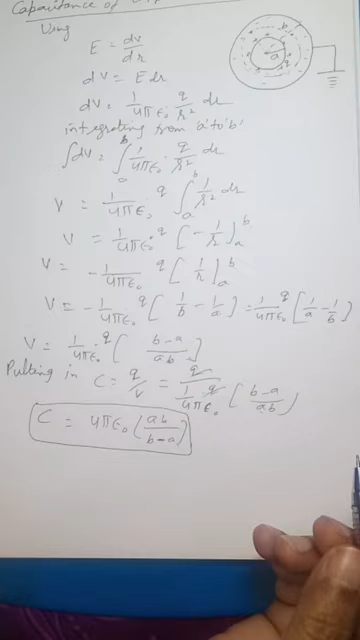 Capacitance of
Using
E = dv/dr
dV = E dr
dV = 1/4πε₀ q/r² dr
integrating from 'a' to 'b'
∫dV = ∫ₐᵇ 1/4πε₀ q/r² dr
V = 1/4πε₀ q ∫ₐᵇ 1/r² dr
V = 1/4πε₀ q [-1/r]ₐᵇ
V = -1/4πε₀ q [1/r]ₐᵇ
V = -1/4πε₀ q [1/b - 1/a] = 1/4πε₀ q [1/a - 1/b]
V = 1/4πε₀ q [b-a/ab]
Putting in C = q/V = q/1/4πε₀ q [b-a/ab]
C = 4πε₀ (ab/b-a)
b
a